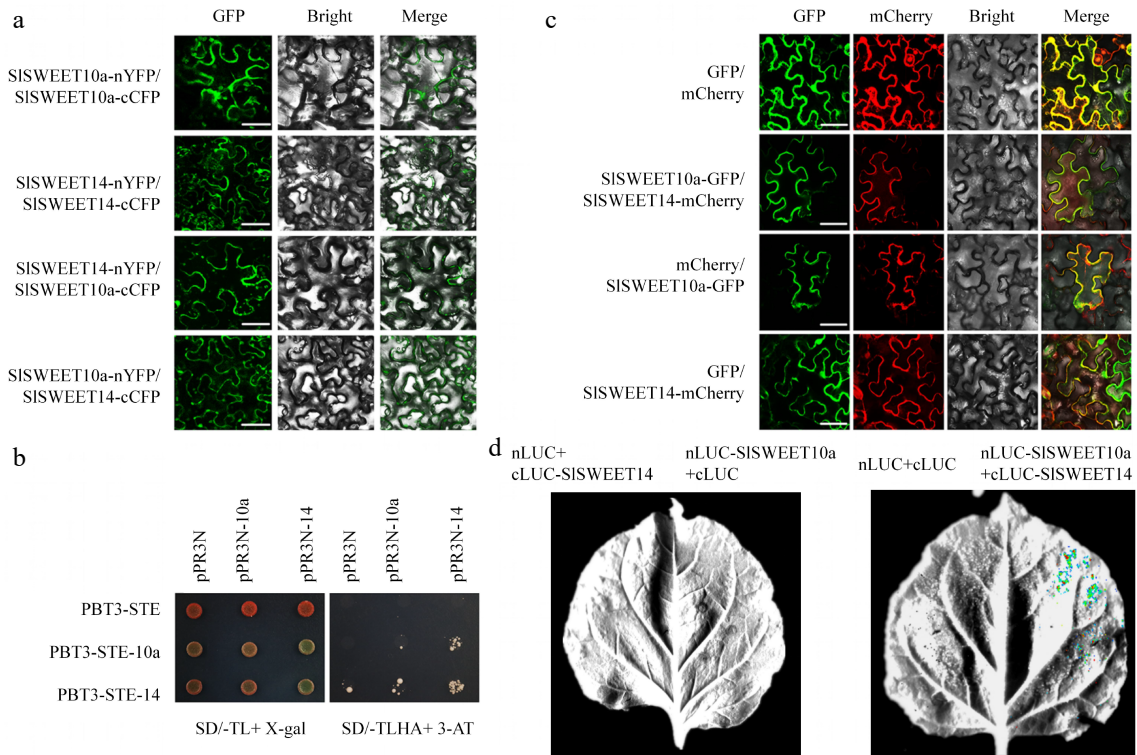 a
GFP
Bright
Merge
SlSWEET10a-nYFP/
SlSWEET10a-cCFP
SlSWEET14-nYFP/
SlSWEET14-cCFP
SlSWEET14-nYFP/
SlSWEET10a-cCFP
SlSWEET10a-nYFP/
SlSWEET14-cCFP
c
GFP
mCherry
Bright
Merge
GFP/
mCherry
SlSWEET10a-GFP/
SlSWEET14-mCherry
mCherry/
SlSWEET10a-GFP
GFP/
SlSWEET14-mCherry
b
pPR3N
pPR3N-10a
pPR3N-14
pPR3N
pPR3N-10a
pPR3N-14
PBT3-STE
PBT3-STE-10a
PBT3-STE-14
SD/-TL+ X-gal
SD/-TLHA+ 3-AT
d
nLUC+
cLUC-SlSWEET14
nLUC-SlSWEET10a
+cLUC
nLUC+cLUC
nLUC-SlSWEET10a
+cLUC-SlSWEET14